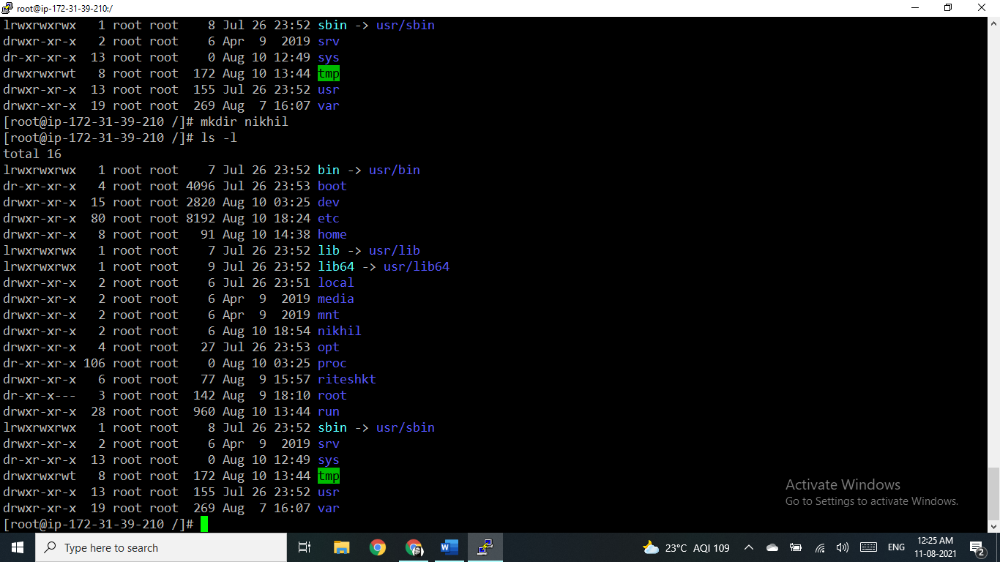 root@ip-172-31-39-210:/
lrwxrwxrwx   1 root root    8 Jul 26 23:52 sbin -> usr/sbin
drwxr-xr-x   2 root root    6 Apr  9  2019 srv
dr-xr-xr-x  13 root root    0 Aug 10 12:49 sys
drwxrwxrwt   8 root root  172 Aug 10 13:44 tmp
drwxr-xr-x  13 root root  155 Jul 26 23:52 usr
drwxr-xr-x  19 root root  269 Aug  7 16:07 var
[root@ip-172-31-39-210 /]# mkdir nikhil
[root@ip-172-31-39-210 /]# ls -l
total 16
lrwxrwxrwx   1 root root    7 Jul 26 23:52 bin -> usr/bin
dr-xr-xr-x   4 root root 4096 Jul 26 23:53 boot
drwxr-xr-x  15 root root 2820 Aug 10 03:25 dev
drwxr-xr-x  80 root root 8192 Aug 10 18:24 etc
drwxr-xr-x   8 root root   91 Aug 10 14:38 home
lrwxrwxrwx   1 root root    7 Jul 26 23:52 lib -> usr/lib
lrwxrwxrwx   1 root root    9 Jul 26 23:52 lib64 -> usr/lib64
drwxr-xr-x   2 root root    6 Jul 26 23:51 local
drwxr-xr-x   2 root root    6 Apr  9  2019 media
drwxr-xr-x   2 root root    6 Apr  9  2019 mnt
drwxr-xr-x   2 root root    6 Aug 10 18:54 nikhil
drwxr-xr-x   4 root root   27 Jul 26 23:53 opt
dr-xr-xr-x 106 root root    0 Aug 10 03:25 proc
drwxr-xr-x   6 root root   77 Aug  9 15:57 riteshkt
dr-xr-x---   3 root root  142 Aug  9 18:10 root
drwxr-xr-x  28 root root  960 Aug 10 13:44 run
lrwxrwxrwx   1 root root    8 Jul 26 23:52 sbin -> usr/sbin
drwxr-xr-x   2 root root    6 Apr  9  2019 srv
dr-xr-xr-x  13 root root    0 Aug 10 12:49 sys
drwxrwxrwt   8 root root  172 Aug 10 13:44 tmp
drwxr-xr-x  13 root root  155 Jul 26 23:52 usr
drwxr-xr-x  19 root root  269 Aug  7 16:07 var
[root@ip-172-31-39-210 /]#
Activate Windows
Go to Settings to activate Windows.
Type here to search
W
23°C AQI 109
ENG
12:25 AM
11-08-2021
2